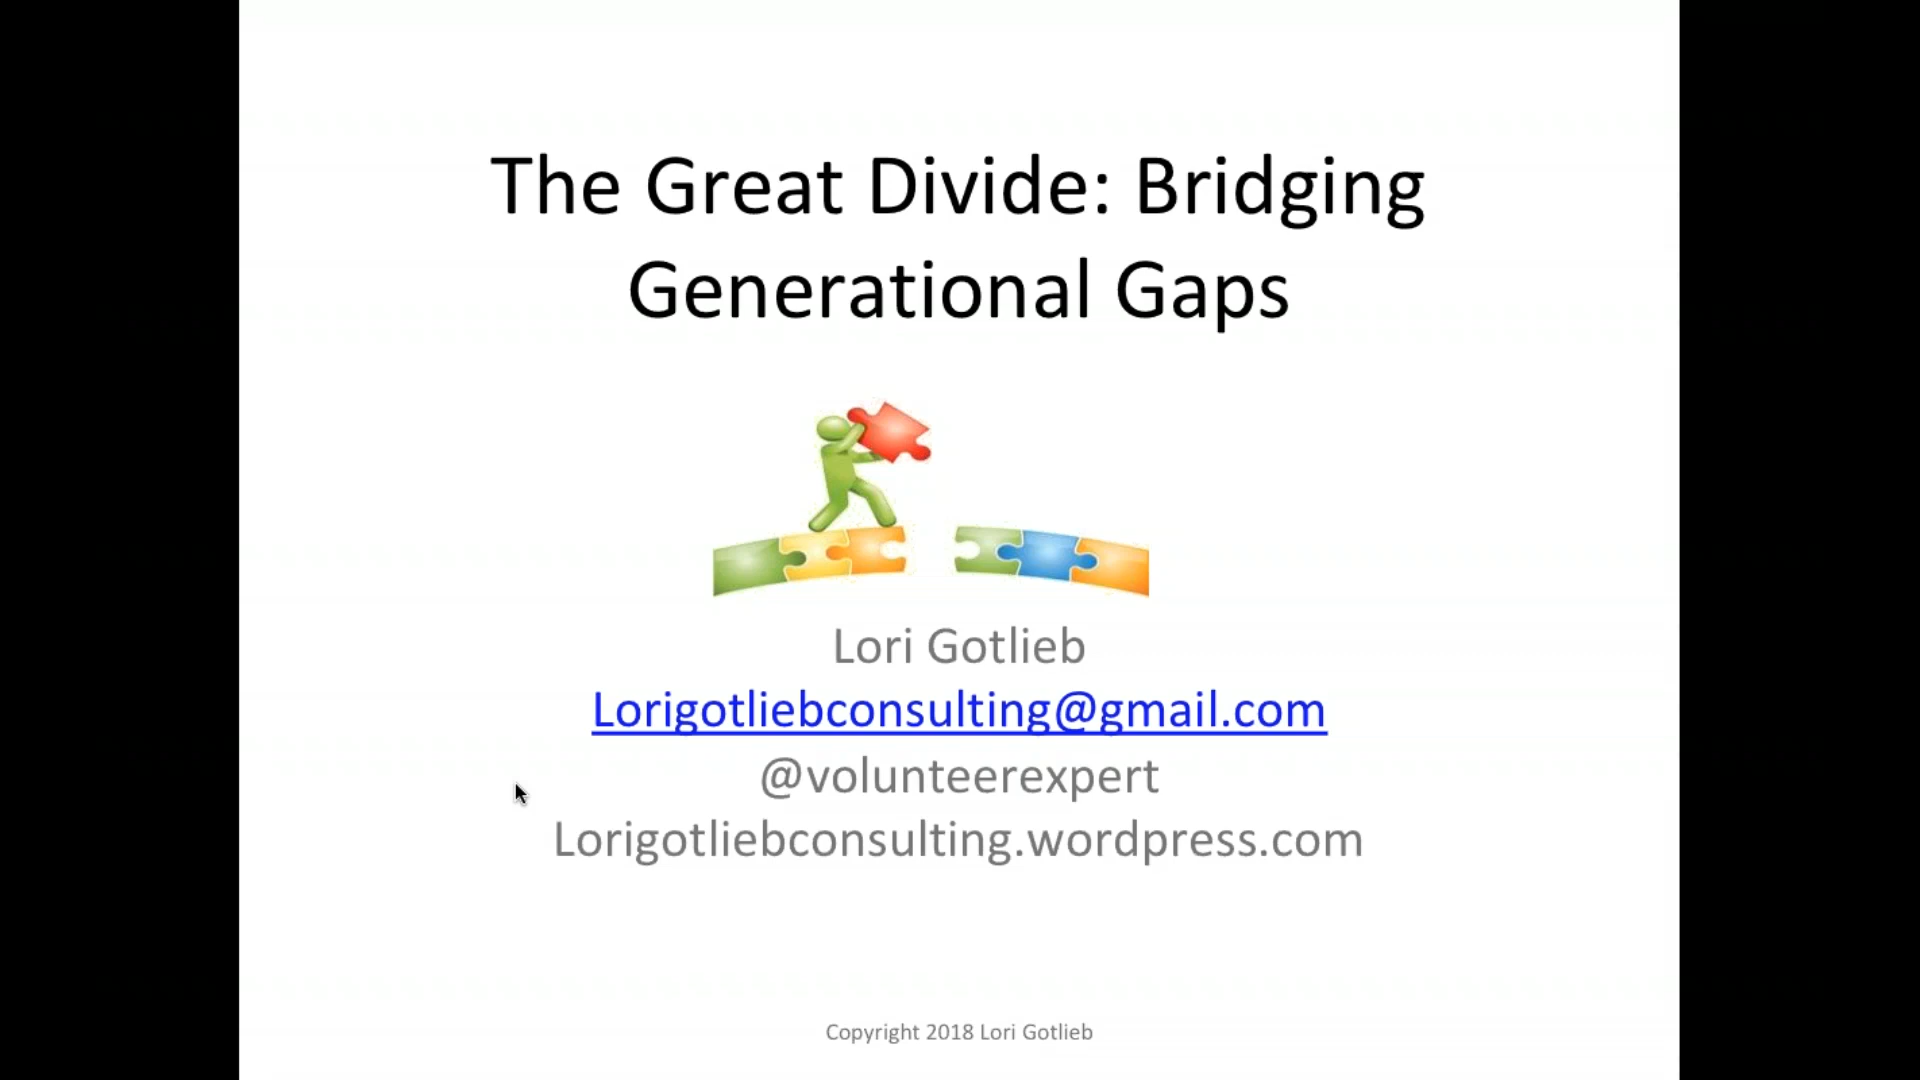 The Great Divide: Bridging
Generational Gaps
Lori Gotlieb
Lorigotliebconsulting@gmail.com
@volunteerexpert
Lorigotliebconsulting.wordpress.com
Copyright 2018 Lori Gotlieb